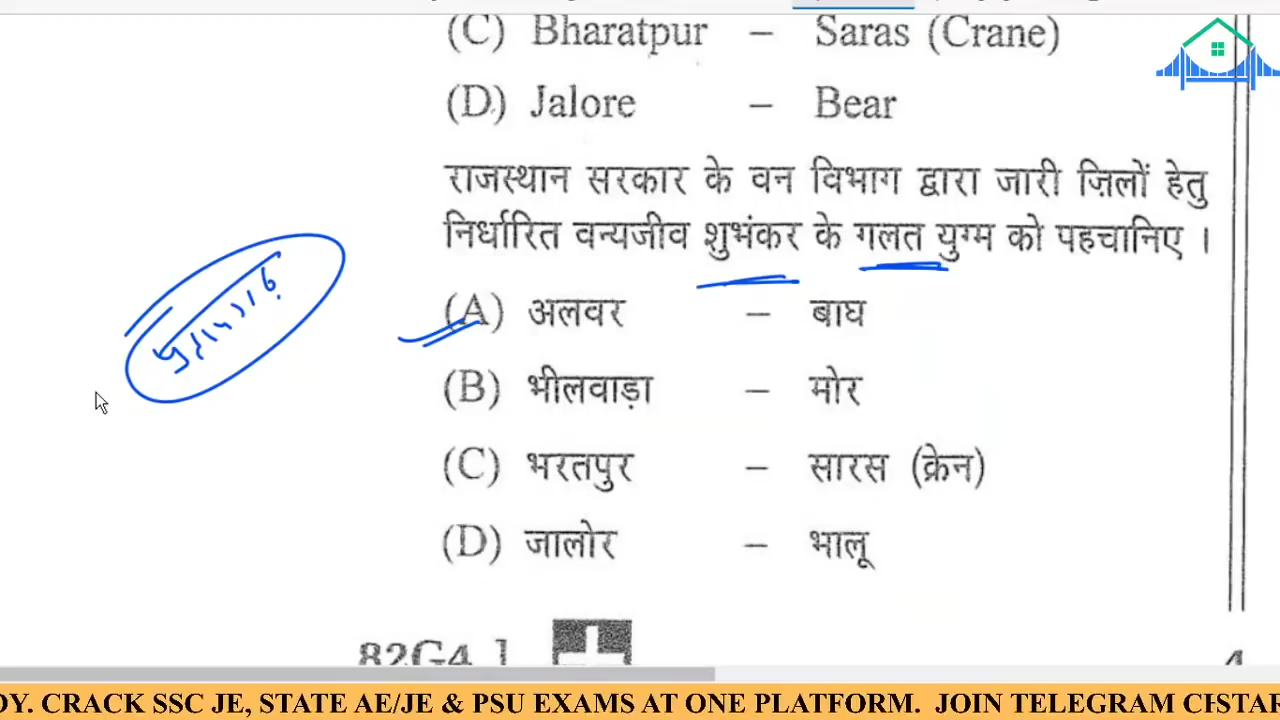 (C) Bharatpur – Saras (Crane)
(D) Jalore – Bear
राजस्थान सरकार के वन विभाग द्वारा जारी ज़िलों हेतु
निर्धारित वन्यजीव शुभंकर के गलत युग्म को पहचानिए ।
(A) अलवर – बाघ
(B) भीलवाड़ा – मोर
(C) भरतपुर – सारस (क्रेन)
(D) जालोर – भालू
82G4 ]
4
DY. CRACK SSC JE, STATE AE/JE & PSU EXAMS AT ONE PLATFORM. JOIN TELEGRAM